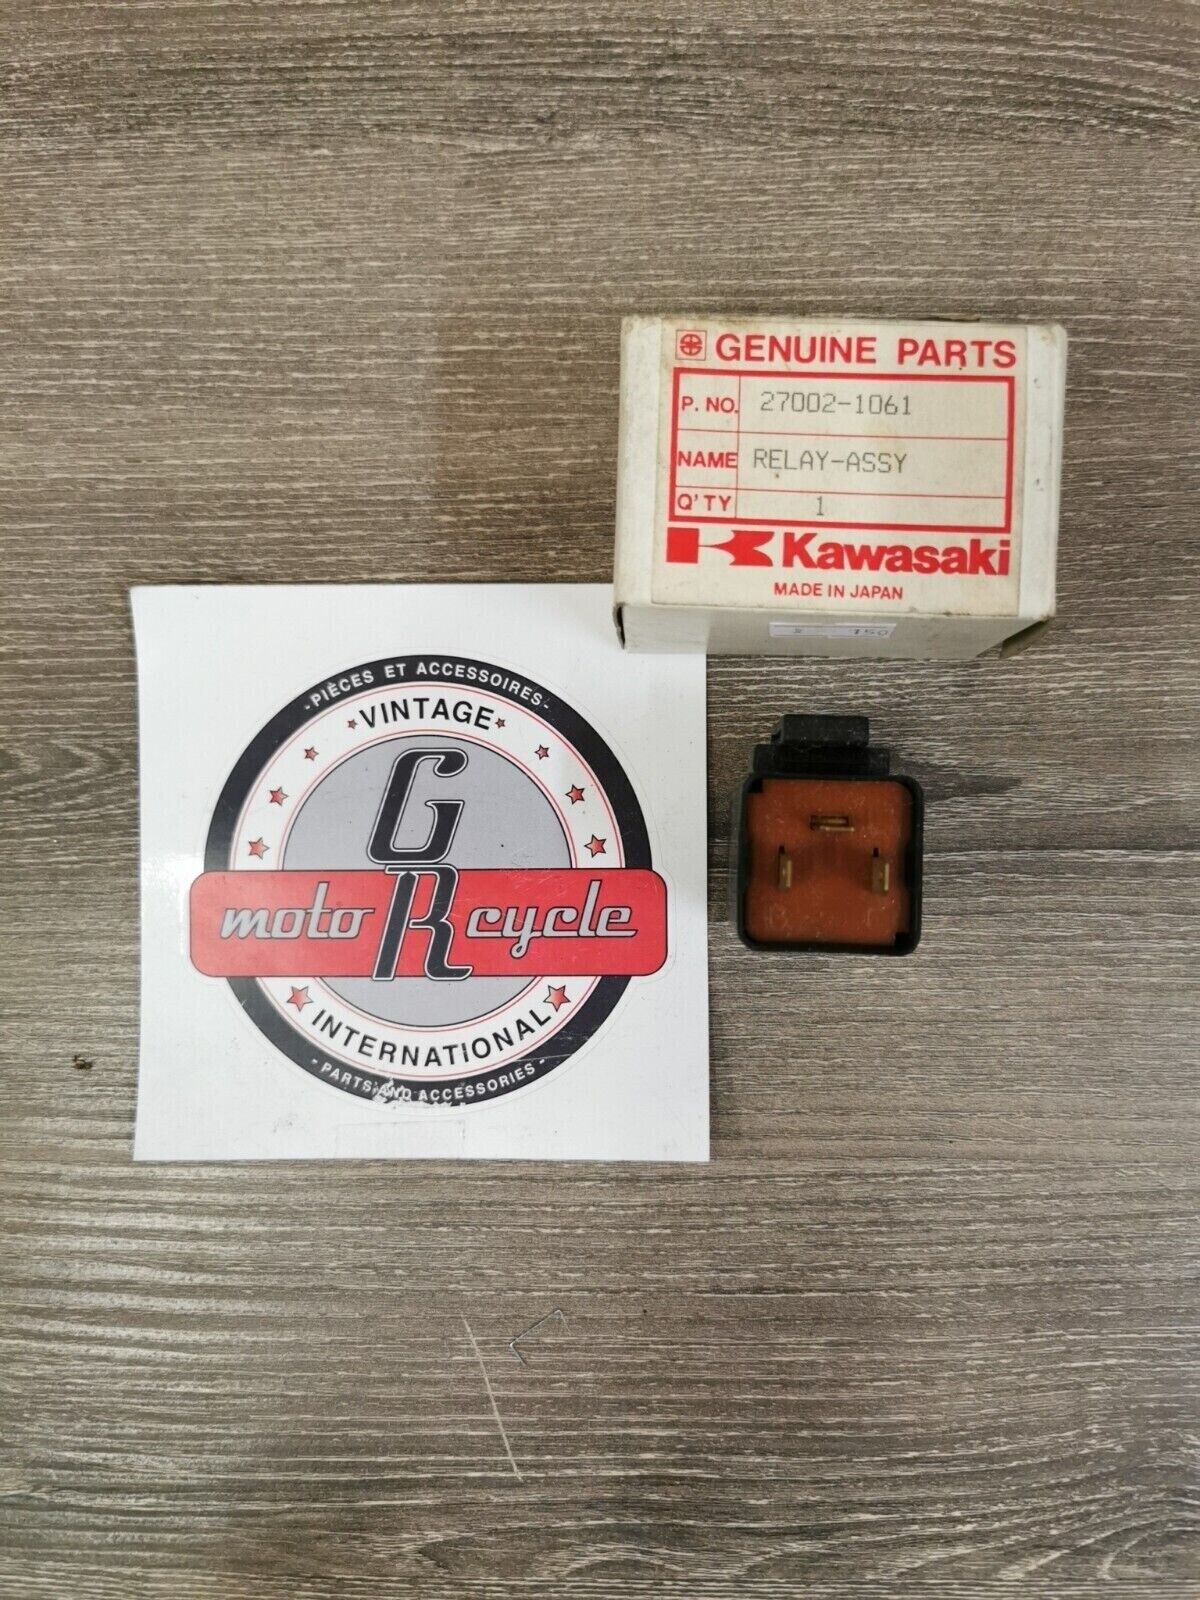 GENUINE PARTS
P. NO. 27002-1061
NAME RELAY-ASSY
Q'TY 1
Kawasaki
MADE IN JAPAN
150
- PIÈCES ET ACCESSOIRES -
VINTAGE
G
moto R cycle
INTERNATIONAL
- PARTS AND ACCESSORIES -
B